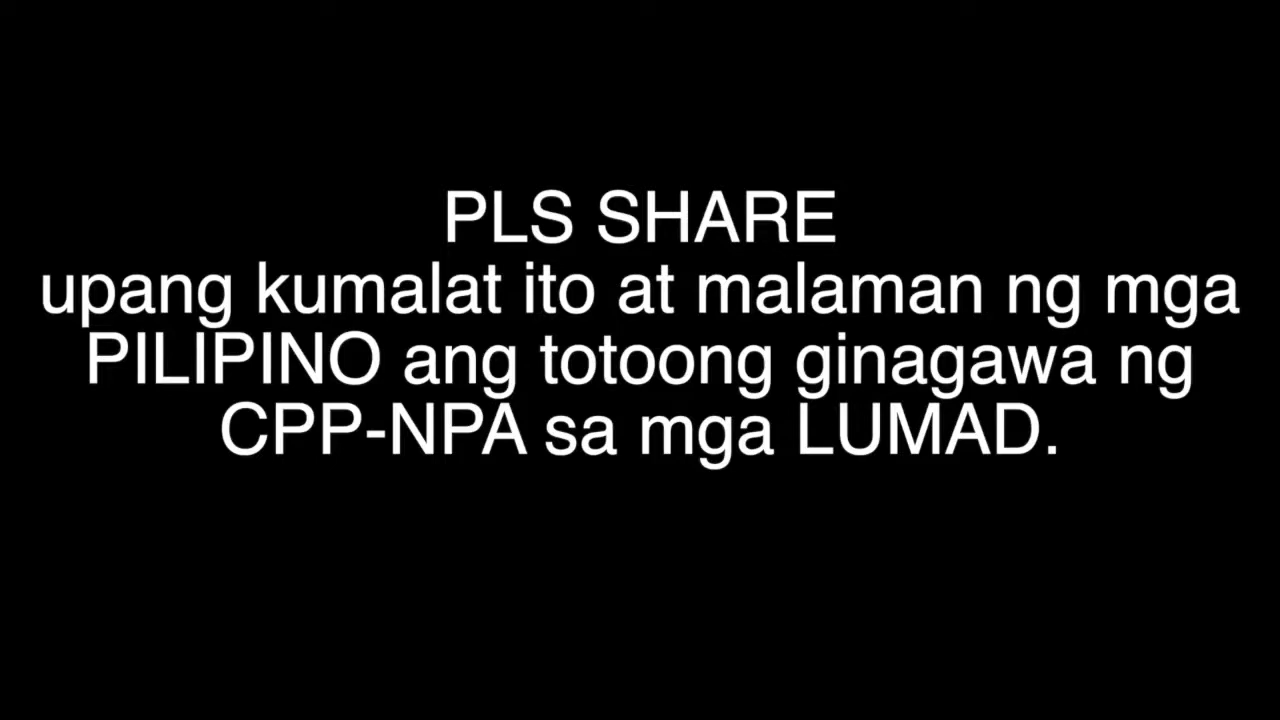 PLS SHARE
upang kumalat ito at malaman ng mga
PILIPINO ang totoong ginagawa ng
CPP-NPA sa mga LUMAD.